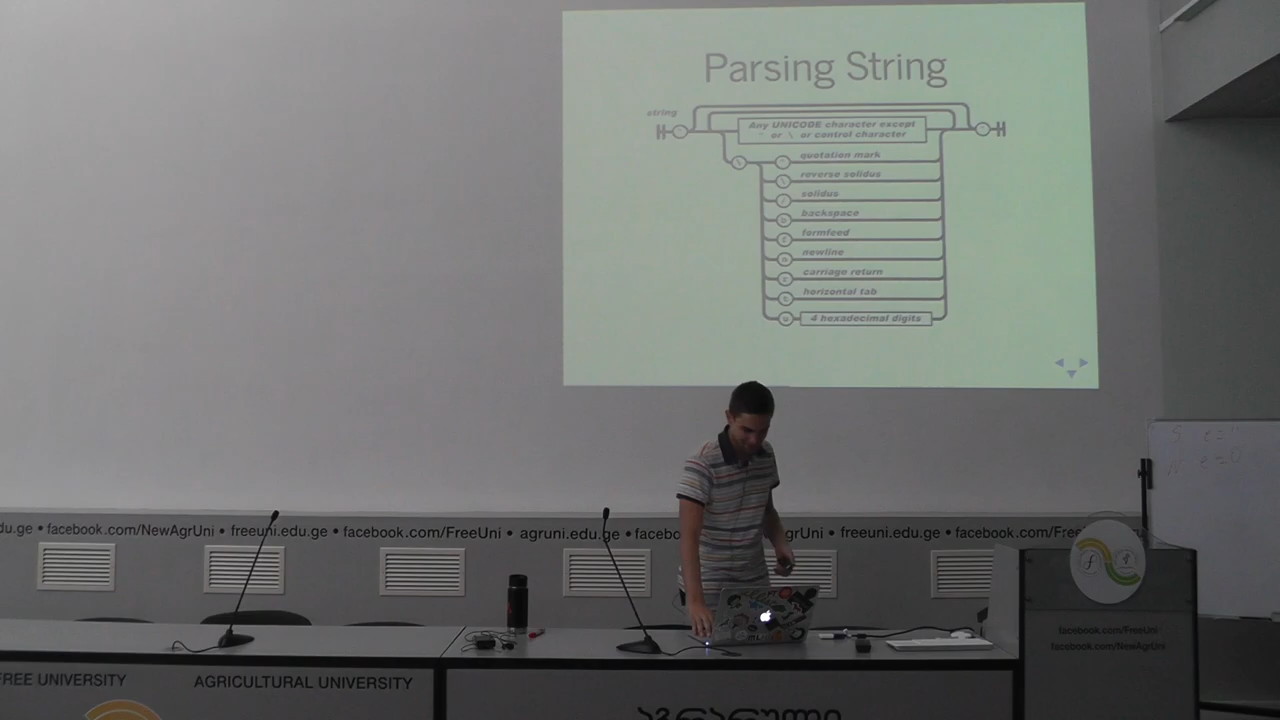 Parsing String
string
Any UNICODE character except
" or \ or control character
quotation mark
reverse solidus
solidus
backspace
formfeed
newline
carriage return
horizontal tab
u 4 hexadecimal digits
du.ge • facebook.com/NewAgrUni • freeuni.edu.ge • facebook.com/FreeUni • agruni.edu.ge • facebo grUni • freeuni.edu.ge • facebook.com/Fre
facebook.com/FreeUni
facebook.com/NewAgrUni
FREE UNIVERSITY AGRICULTURAL UNIVERSITY